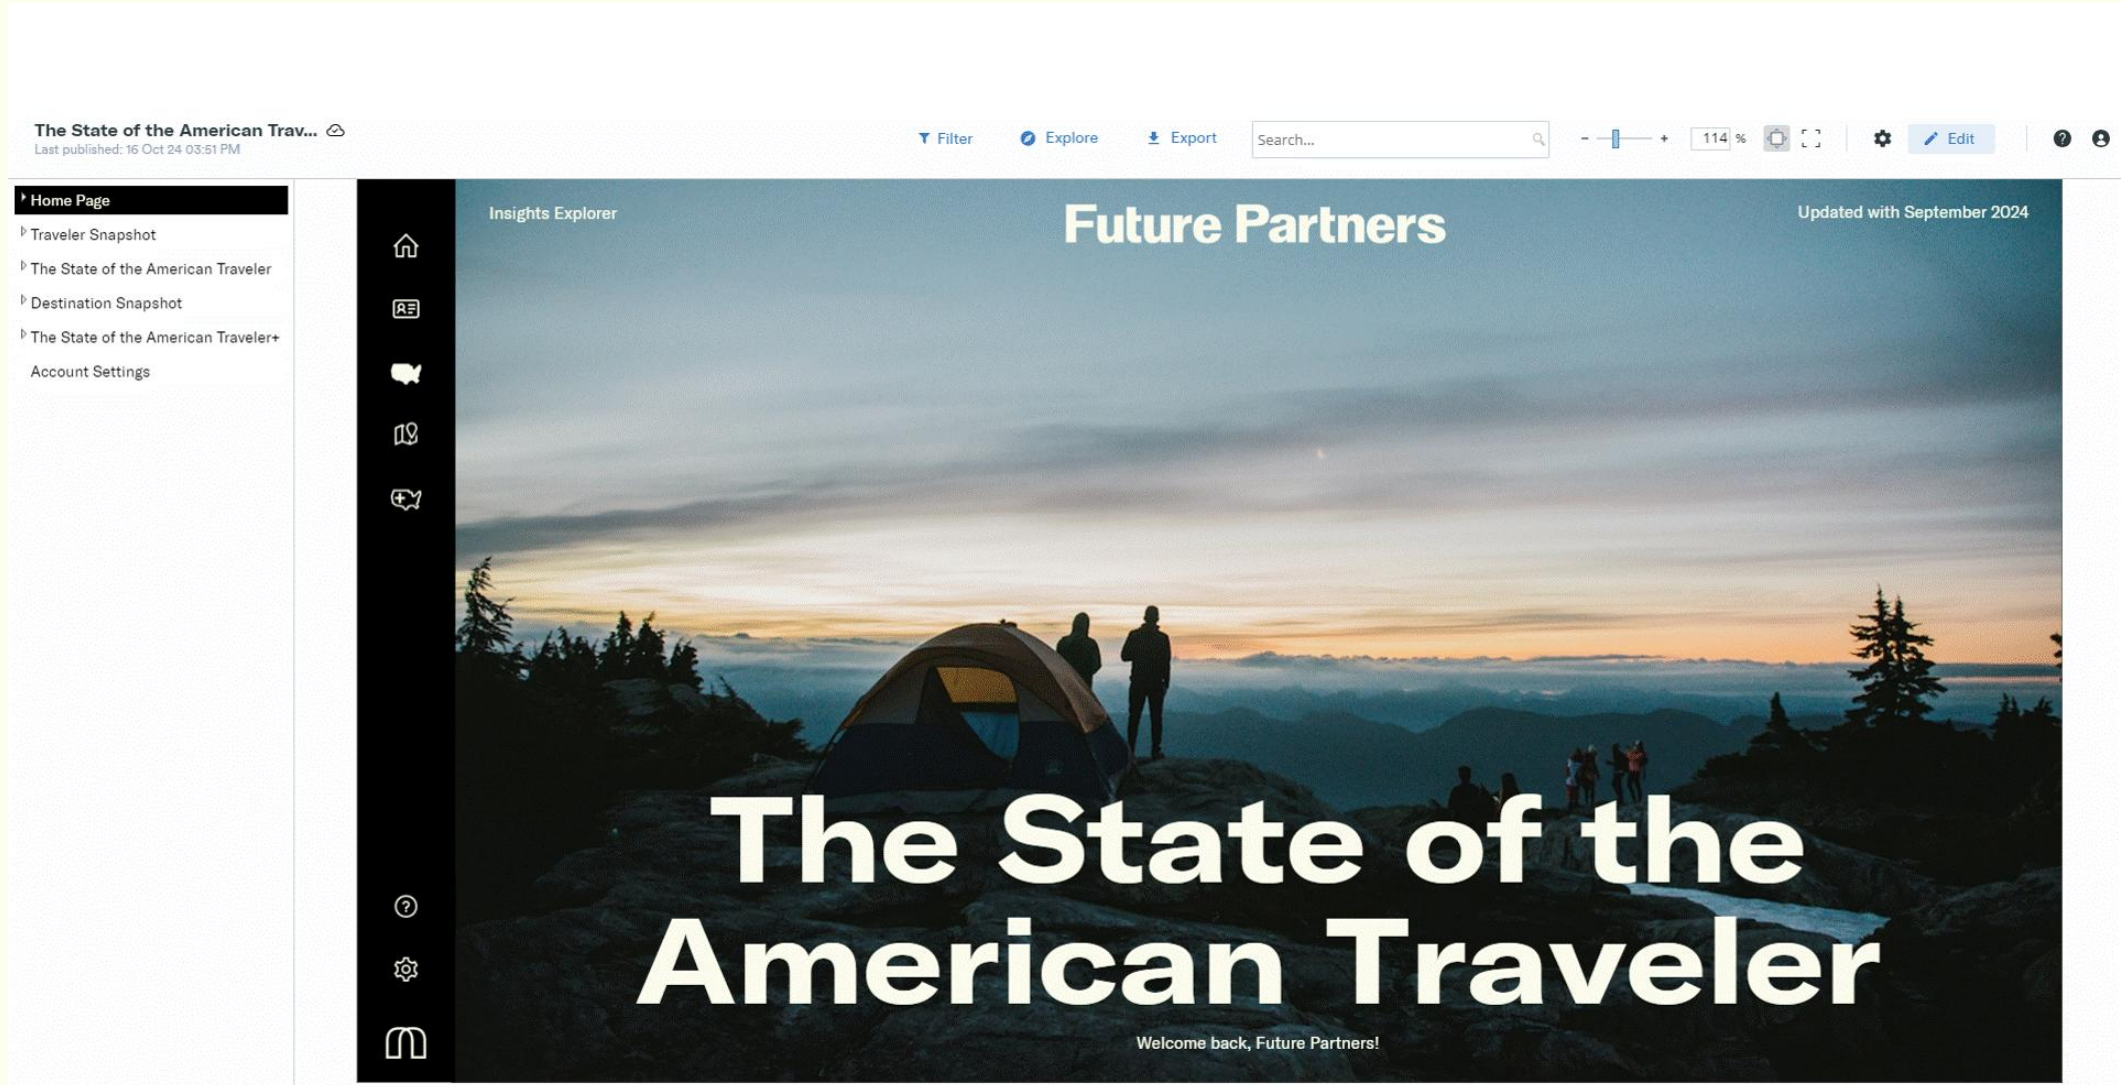 The State of the American Trav...
Last published: 16 Oct 24 03:51 PM
Filter
Explore
Export
Search...
- +
114 %
Edit
Home Page
Traveler Snapshot
The State of the American Traveler
Destination Snapshot
The State of the American Traveler+
Account Settings
Insights Explorer
Future Partners
Updated with September 2024
The State of the
American Traveler
Welcome back, Future Partners!